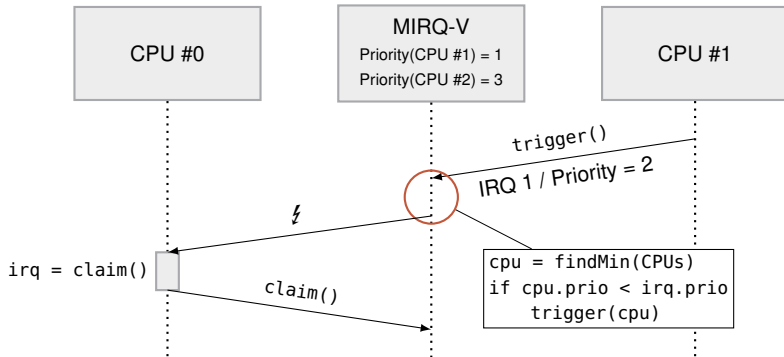 CPU #0
MIRQ-V
Priority(CPU #1) = 1
Priority(CPU #2) = 3
CPU #1
trigger()
IRQ 1 / Priority = 2
irq = claim()
claim()
cpu = findMin(CPUs)
if cpu.prio < irq.prio
trigger(cpu)